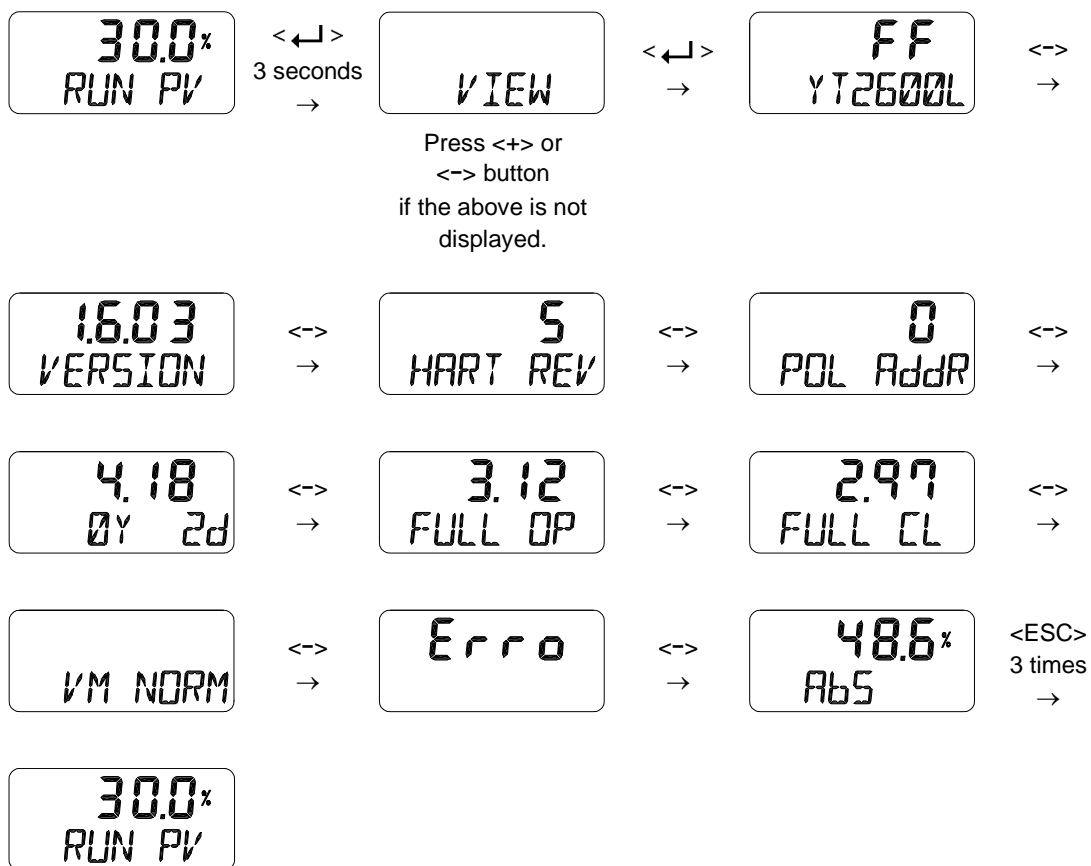 30.0%
RUN PV
< ↵ >
3 seconds
→
VIEW
Press <+> or
<-> button
if the above is not
displayed.
< ↵ >
→
FF
YT2600L
<->
→
1.6.03
VERSION
<->
→
5
HART REV
<->
→
0
POL AddR
<->
→
4.18
0Y 2d
<->
→
3.12
FULL OP
<->
→
2.97
FULL CL
<->
→
VM NORM
<->
→
Erro
<->
→
48.6%
AbS
<ESC>
3 times
→
30.0%
RUN PV